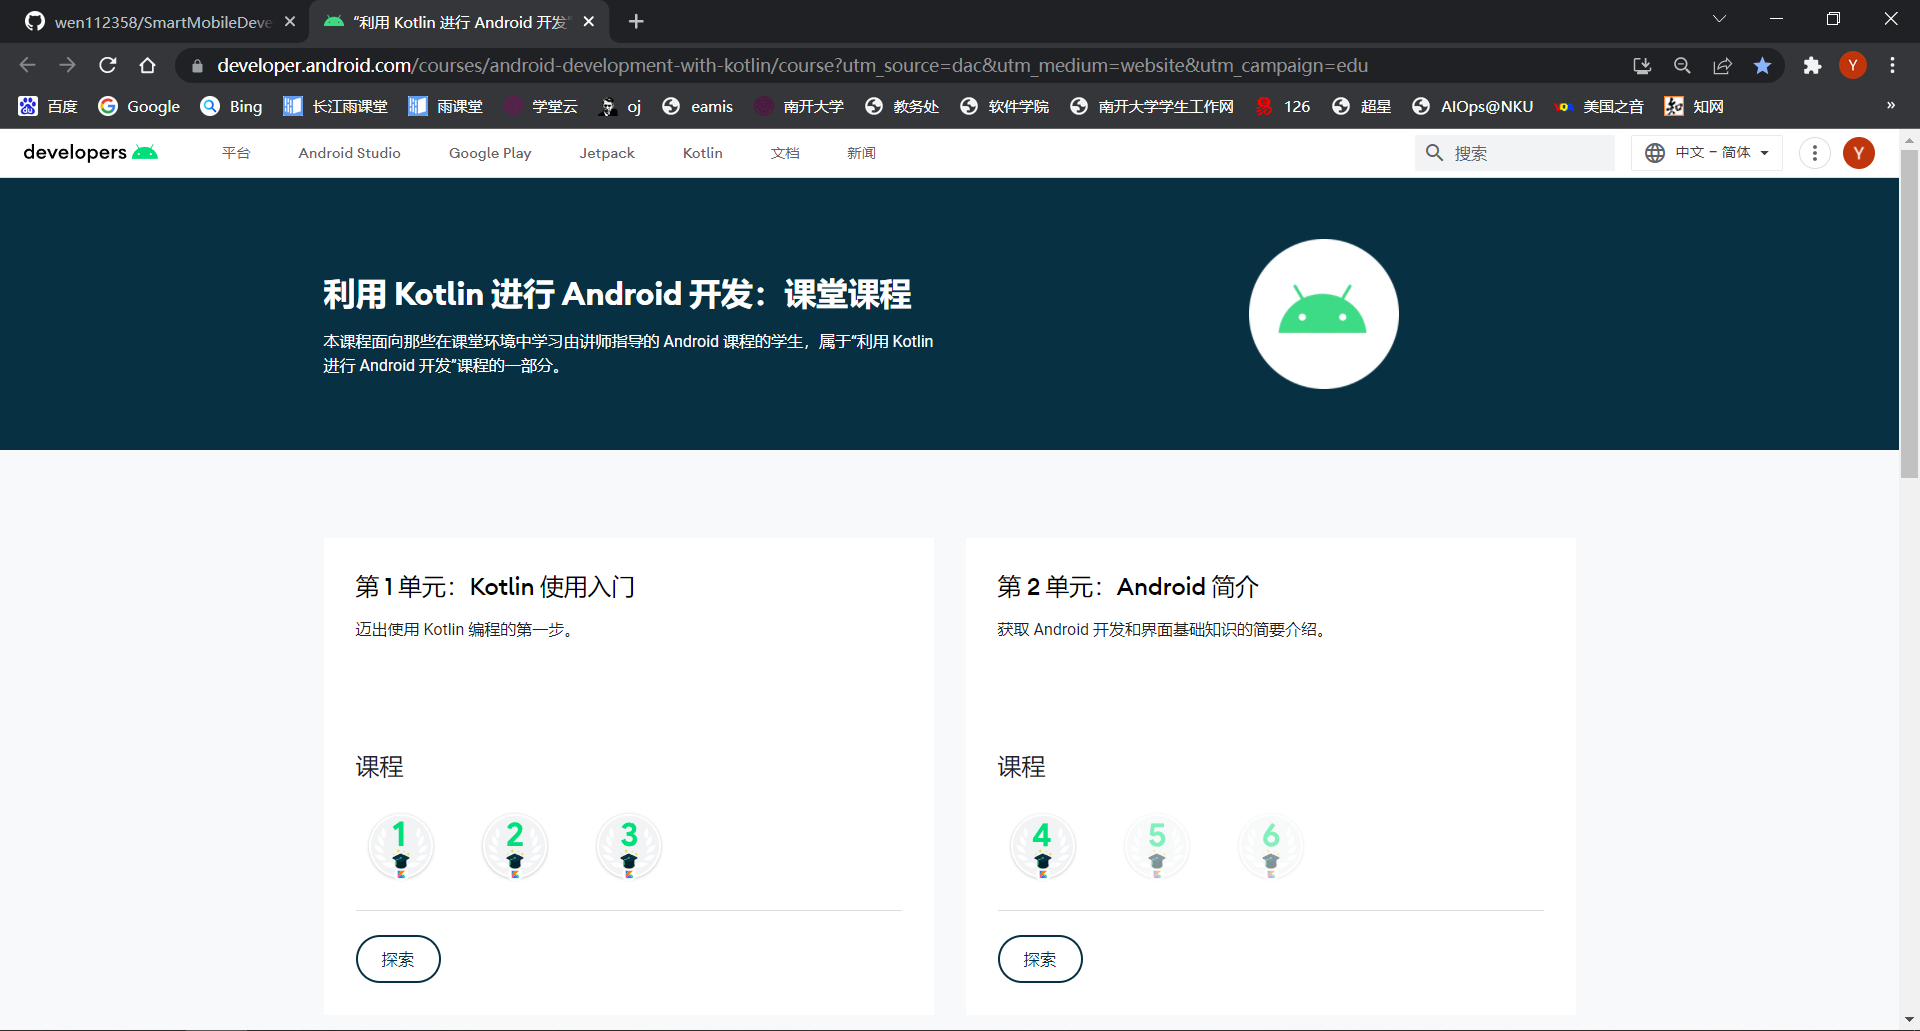 wen112358/SmartMobileDeve
“利用 Kotlin 进行 Android 开发”
developer.android.com/courses/android-development-with-kotlin/course?utm_source=dac&utm_medium=website&utm_campaign=edu
Y
百度 Google Bing 长江雨课堂 雨课堂 学堂云 oj eamis 南开大学 教务处 软件学院 南开大学学生工作网 126 超星 AIOps@NKU 美国之音 知网 »
developers 平台 Android Studio Google Play Jetpack Kotlin 文档 新闻 搜索 中文 – 简体 Y
利用 Kotlin 进行 Android 开发：课堂课程
本课程面向那些在课堂环境中学习由讲师指导的 Android 课程的学生，属于“利用 Kotlin
进行 Android 开发”课程的一部分。
第 1 单元：Kotlin 使用入门
迈出使用 Kotlin 编程的第一步。
课程
1 2 3
探索
第 2 单元：Android 简介
获取 Android 开发和界面基础知识的简要介绍。
课程
4 5 6
探索